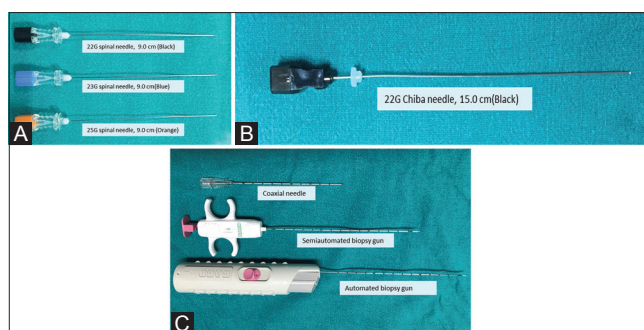 22G spinal needle, 9.0 cm(Black)
23G spinal needle, 9.0 cm(Blue)
25G spinal needle, 9.0 cm(Orange)
A
22G Chiba needle, 15.0 cm(Black)
B
Coaxial needle
Semiautomated biopsy gun
Automated biopsy gun
C